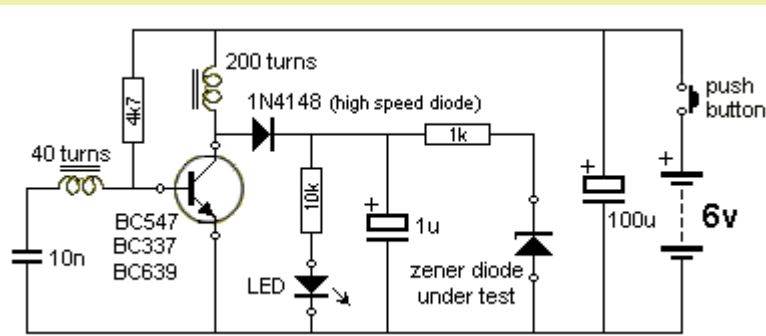 200 turns
1N4148 (high speed diode)
push
button
4k7
1k
40 turns
+
+
+
10k
BC547
BC337
BC639
10n
1u
100u
6v
LED
zener diode
under test